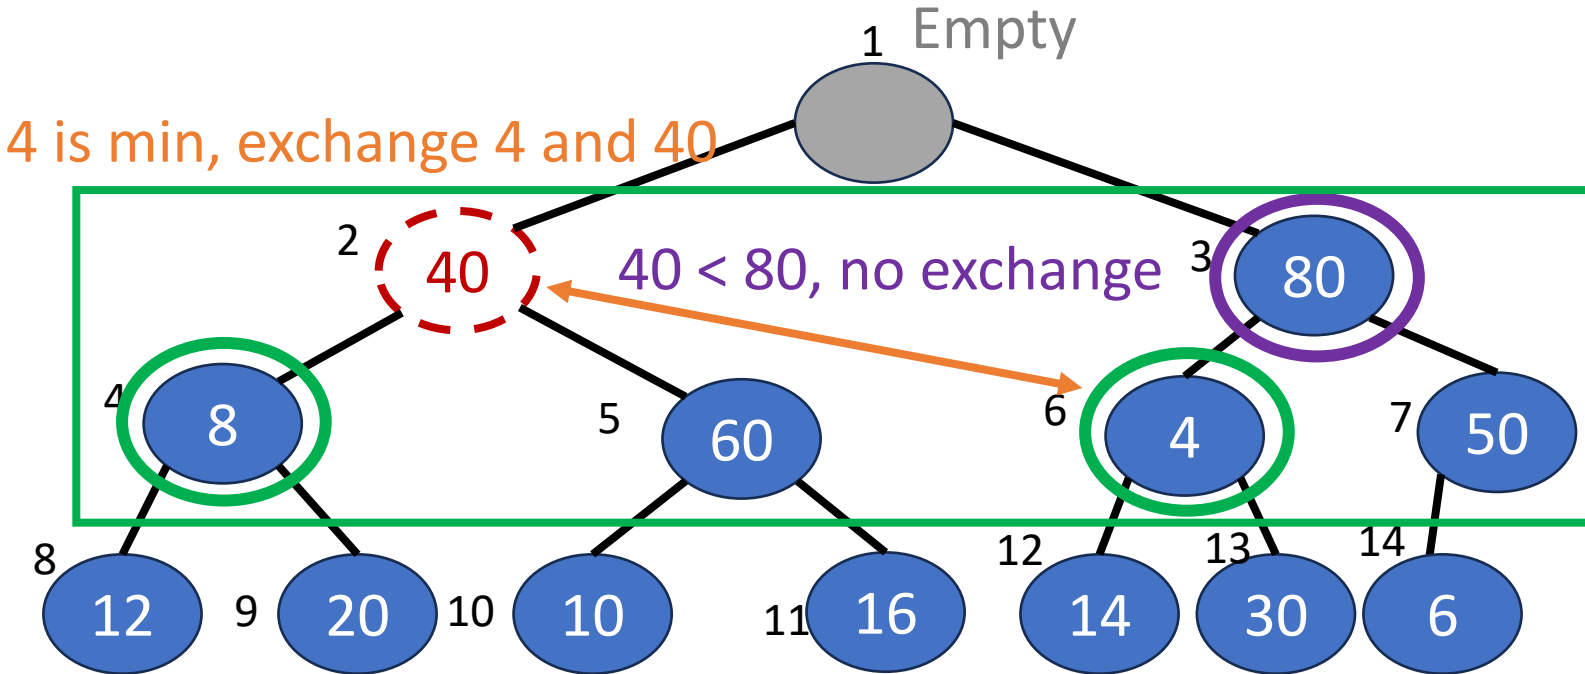 1 Empty
4 is min, exchange 4 and 40
2 40 40 < 80, no exchange 3 80
4 8 5 60 6 4 7 50
8 12 9 20 10 10 11 16 12 14 13 30 14 6